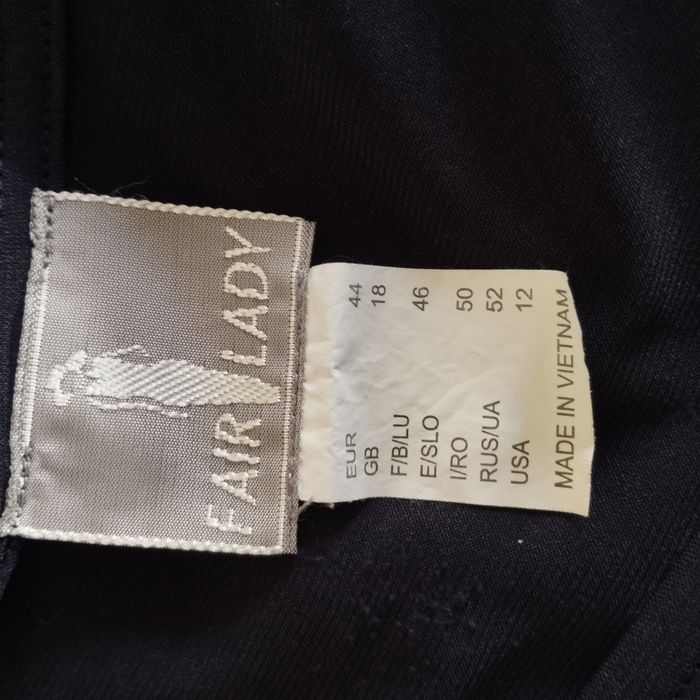 FAIR LADY
EUR 44
GB 18
F/B/LU
E/SLO 46
I/RO 50
RUS/UA 52
USA 12
MADE IN VIETNAM